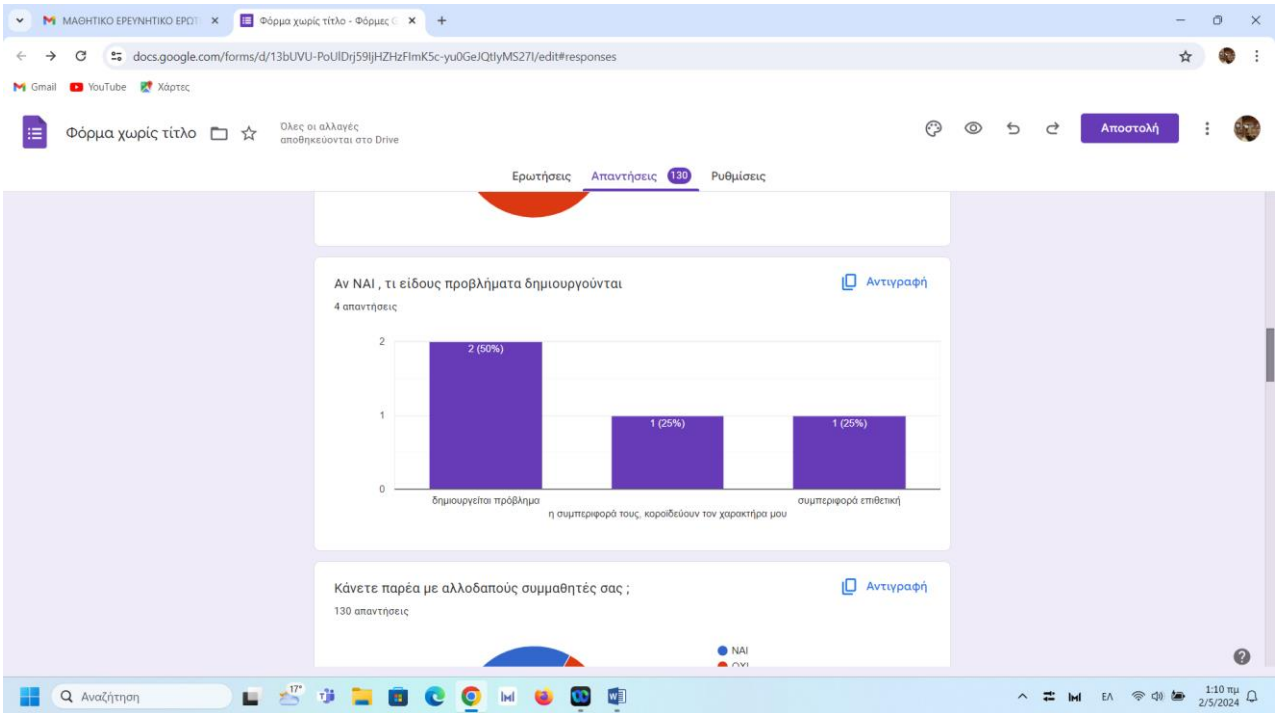 ΜΑΘΗΤΙΚΟ ΕΡΕΥΝΗΤΙΚΟ ΕΡΩΤ
Φόρμα χωρίς τίτλο - Φόρμες G
docs.google.com/forms/d/13bUVU-PoUlDrj59IjHZHzFImK5c-yu0GeJQtIyMS27I/edit#responses
Gmail YouTube Χάρτες
Φόρμα χωρίς τίτλο
Όλες οι αλλαγές
αποθηκεύονται στο Drive
Αποστολή
Ερωτήσεις Απαντήσεις 130 Ρυθμίσεις
Αν ΝΑΙ , τι είδους προβλήματα δημιουργούνται
Αντιγραφή
4 απαντήσεις
2
1
0
2 (50%)
1 (25%)
1 (25%)
δημιουργείται πρόβλημα
η συμπεριφορά τους, κοροϊδεύουν τον χαρακτήρα μου
συμπεριφορά επιθετική
Κάνετε παρέα με αλλοδαπούς συμμαθητές σας ;
Αντιγραφή
130 απαντήσεις
ΝΑΙ
ΟΧΙ
Αναζήτηση
17°
ΕΛ
1:10 πμ
2/5/2024